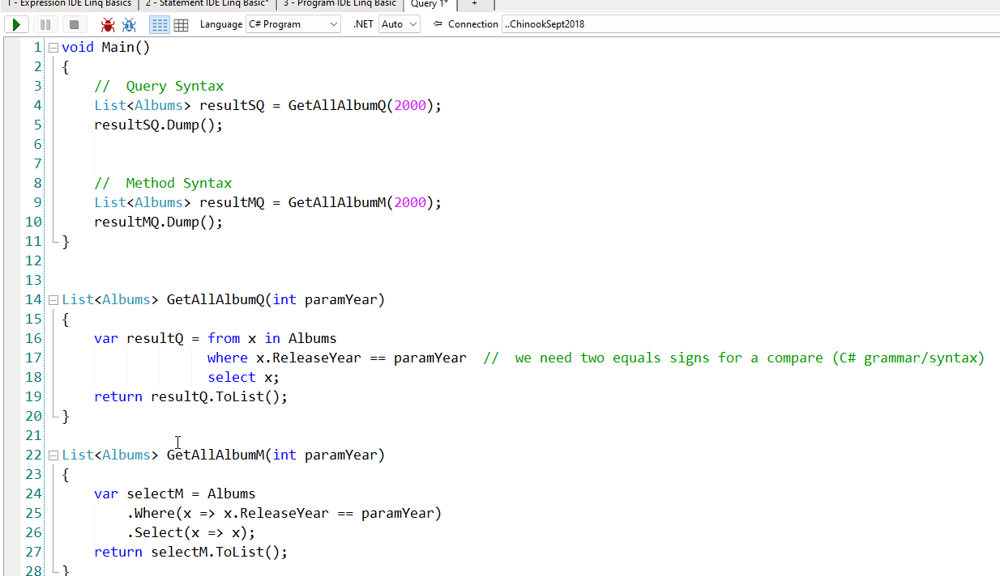 1 - Expression IDE Linq Basics 2 - Statement IDE Linq Basic* 3 - Program IDE Linq Basic Query 1* +
Language C# Program .NET Auto Connection ..ChinookSept2018
1 void Main()
2 {
3 // Query Syntax
4 List<Albums> resultSQ = GetAllAlbumQ(2000);
5 resultSQ.Dump();
6
7
8 // Method Syntax
9 List<Albums> resultMQ = GetAllAlbumM(2000);
10 resultMQ.Dump();
11 }
12
13
14 List<Albums> GetAllAlbumQ(int paramYear)
15 {
16 var resultQ = from x in Albums
17 where x.ReleaseYear == paramYear // we need two equals signs for a compare (C# grammar/syntax)
18 select x;
19 return resultQ.ToList();
20 }
21
22 List<Albums> GetAllAlbumM(int paramYear)
23 {
24 var selectM = Albums
25 .Where(x => x.ReleaseYear == paramYear)
26 .Select(x => x);
27 return selectM.ToList();
28 }